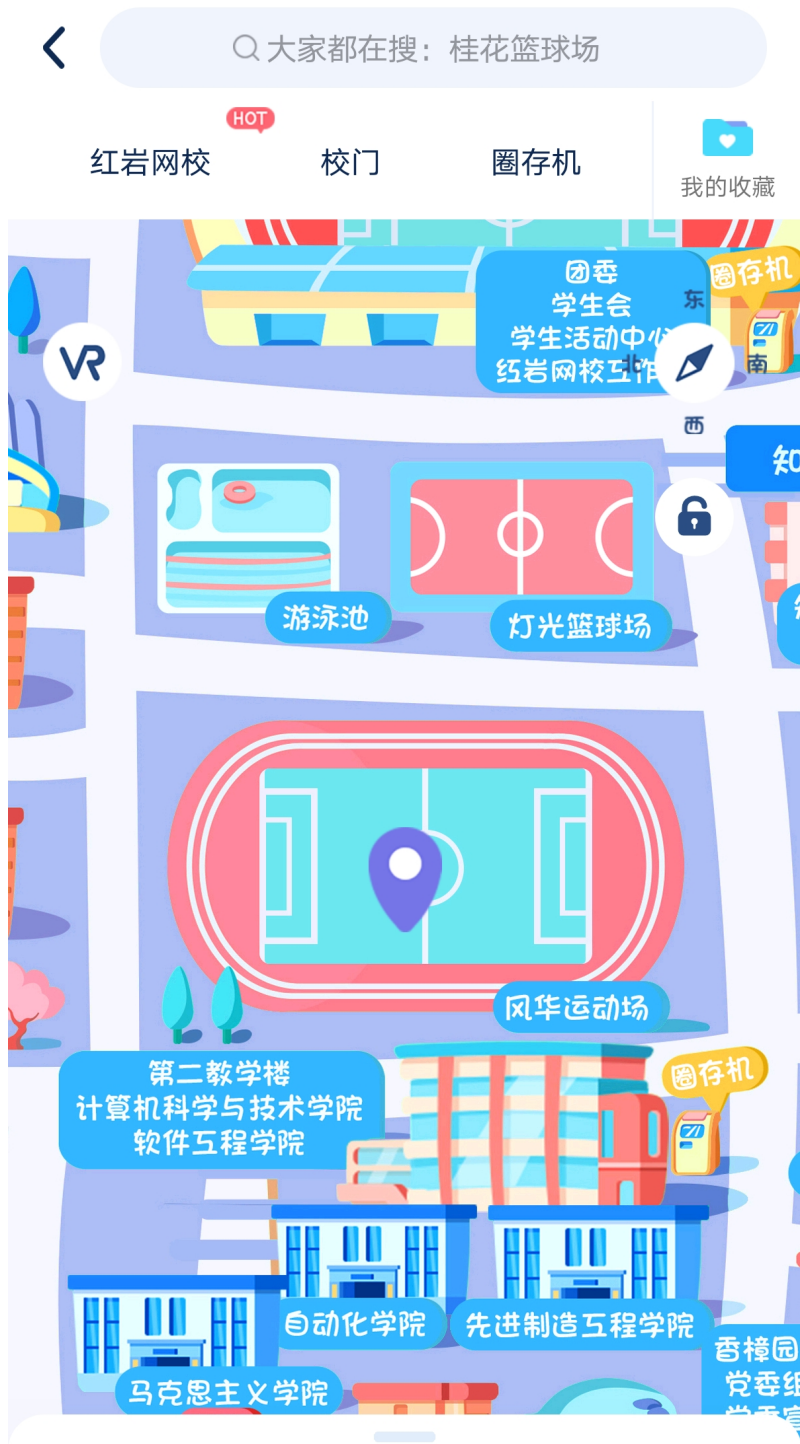 大家都在搜：桂花篮球场
HOT
红岩网校
校门
圈存机
我的收藏
团委
学生会
学生活动中心
红岩网校工作
圈存机
东
北
南
西
VR
知
游泳池
灯光篮球场
风华运动场
第二教学楼
计算机科学与技术学院
软件工程学院
圈存机
自动化学院
先进制造工程学院
马克思主义学院
香樟园
党委组